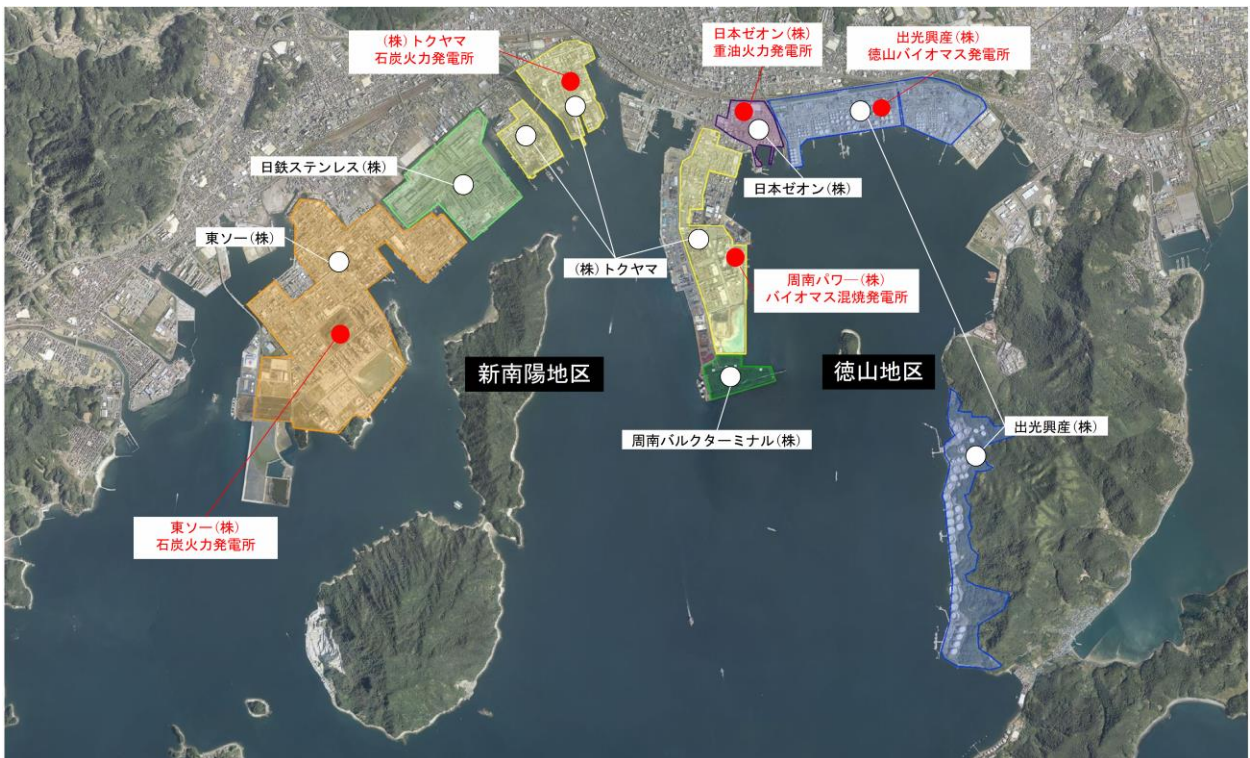 (株)トクヤマ
石炭火力発電所
日本ゼオン(株)
重油火力発電所
出光興産(株)
徳山バイオマス発電所
日鉄ステンレス(株)
日本ゼオン(株)
東ソー(株)
(株)トクヤマ
周南パワー(株)
バイオマス混焼発電所
新南陽地区
徳山地区
周南バルクターミナル(株)
出光興産(株)
東ソー(株)
石炭火力発電所